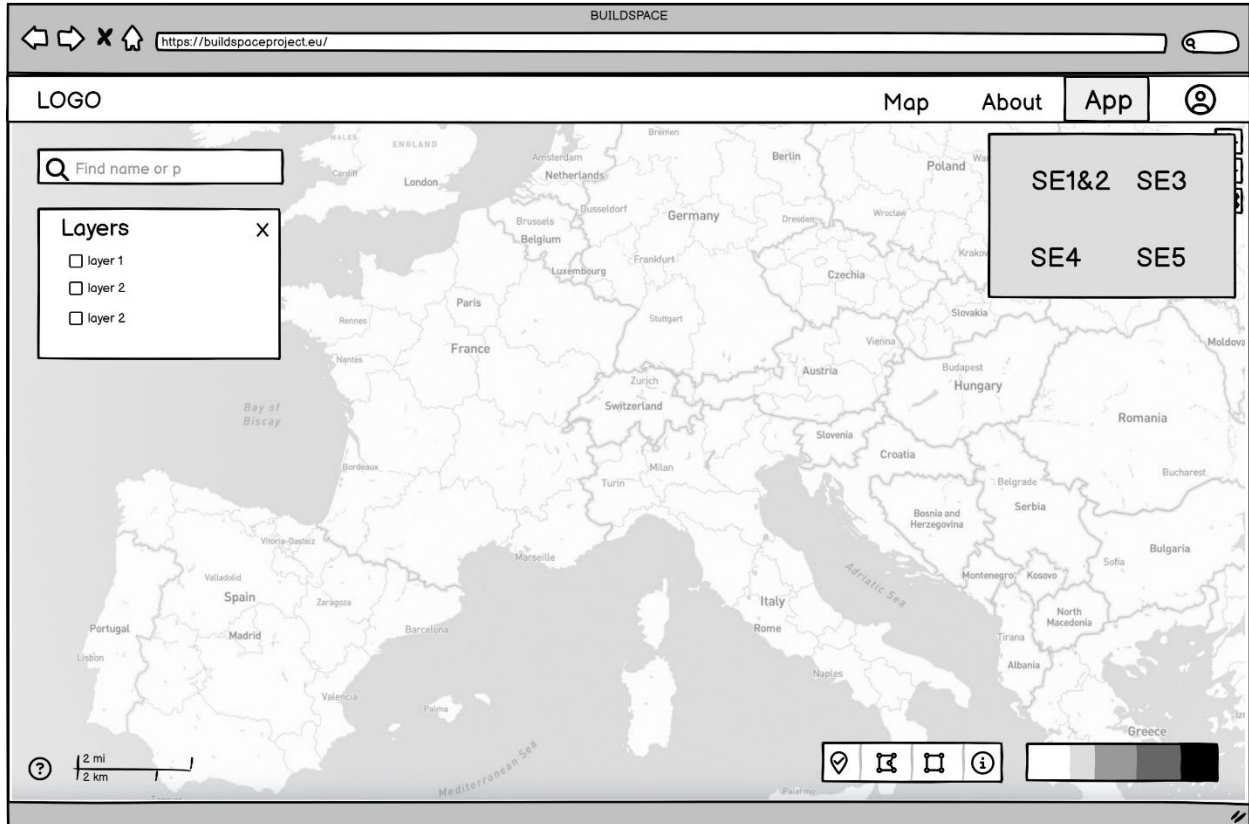 BUILDSPACE
https://buildspaceproject.eu/
LOGO
Map
About
App
Find name or p
Layers
X
layer 1
layer 2
layer 2
SE1&2 SE3
SE4 SE5
WALES
ENGLAND
Cardiff
London
Bremen
Amsterdam
Netherlands
Berlin
Poland
Brussels
Belgium
Dusseldorf
Germany
Dresden
Wroclaw
Frankfurt
Luxembourg
Czechia
Paris
Rennes
Stuttgart
Slovakia
Nantes
France
Vienna
Moldova
Zurich
Austria
Budapest
Hungary
Bay of
Biscay
Switzerland
Romania
Slovenia
Croatia
Bordeaux
Milan
Turin
Belgrade
Serbia
Bucharest
Bosnia and
Herzegovina
Vitoria-Gasteiz
Marseille
Adriatic Sea
Sofia
Bulgaria
Valladolid
Spain
Zaragoza
Montenegro
Kosovo
Italy
Rome
North
Macedonia
Portugal
Madrid
Barcelona
Lisbon
Tirana
Albania
Naples
Valencia
Palma
Greece
Mediterranean Sea
?
2 mi
2 km
i
Palermo